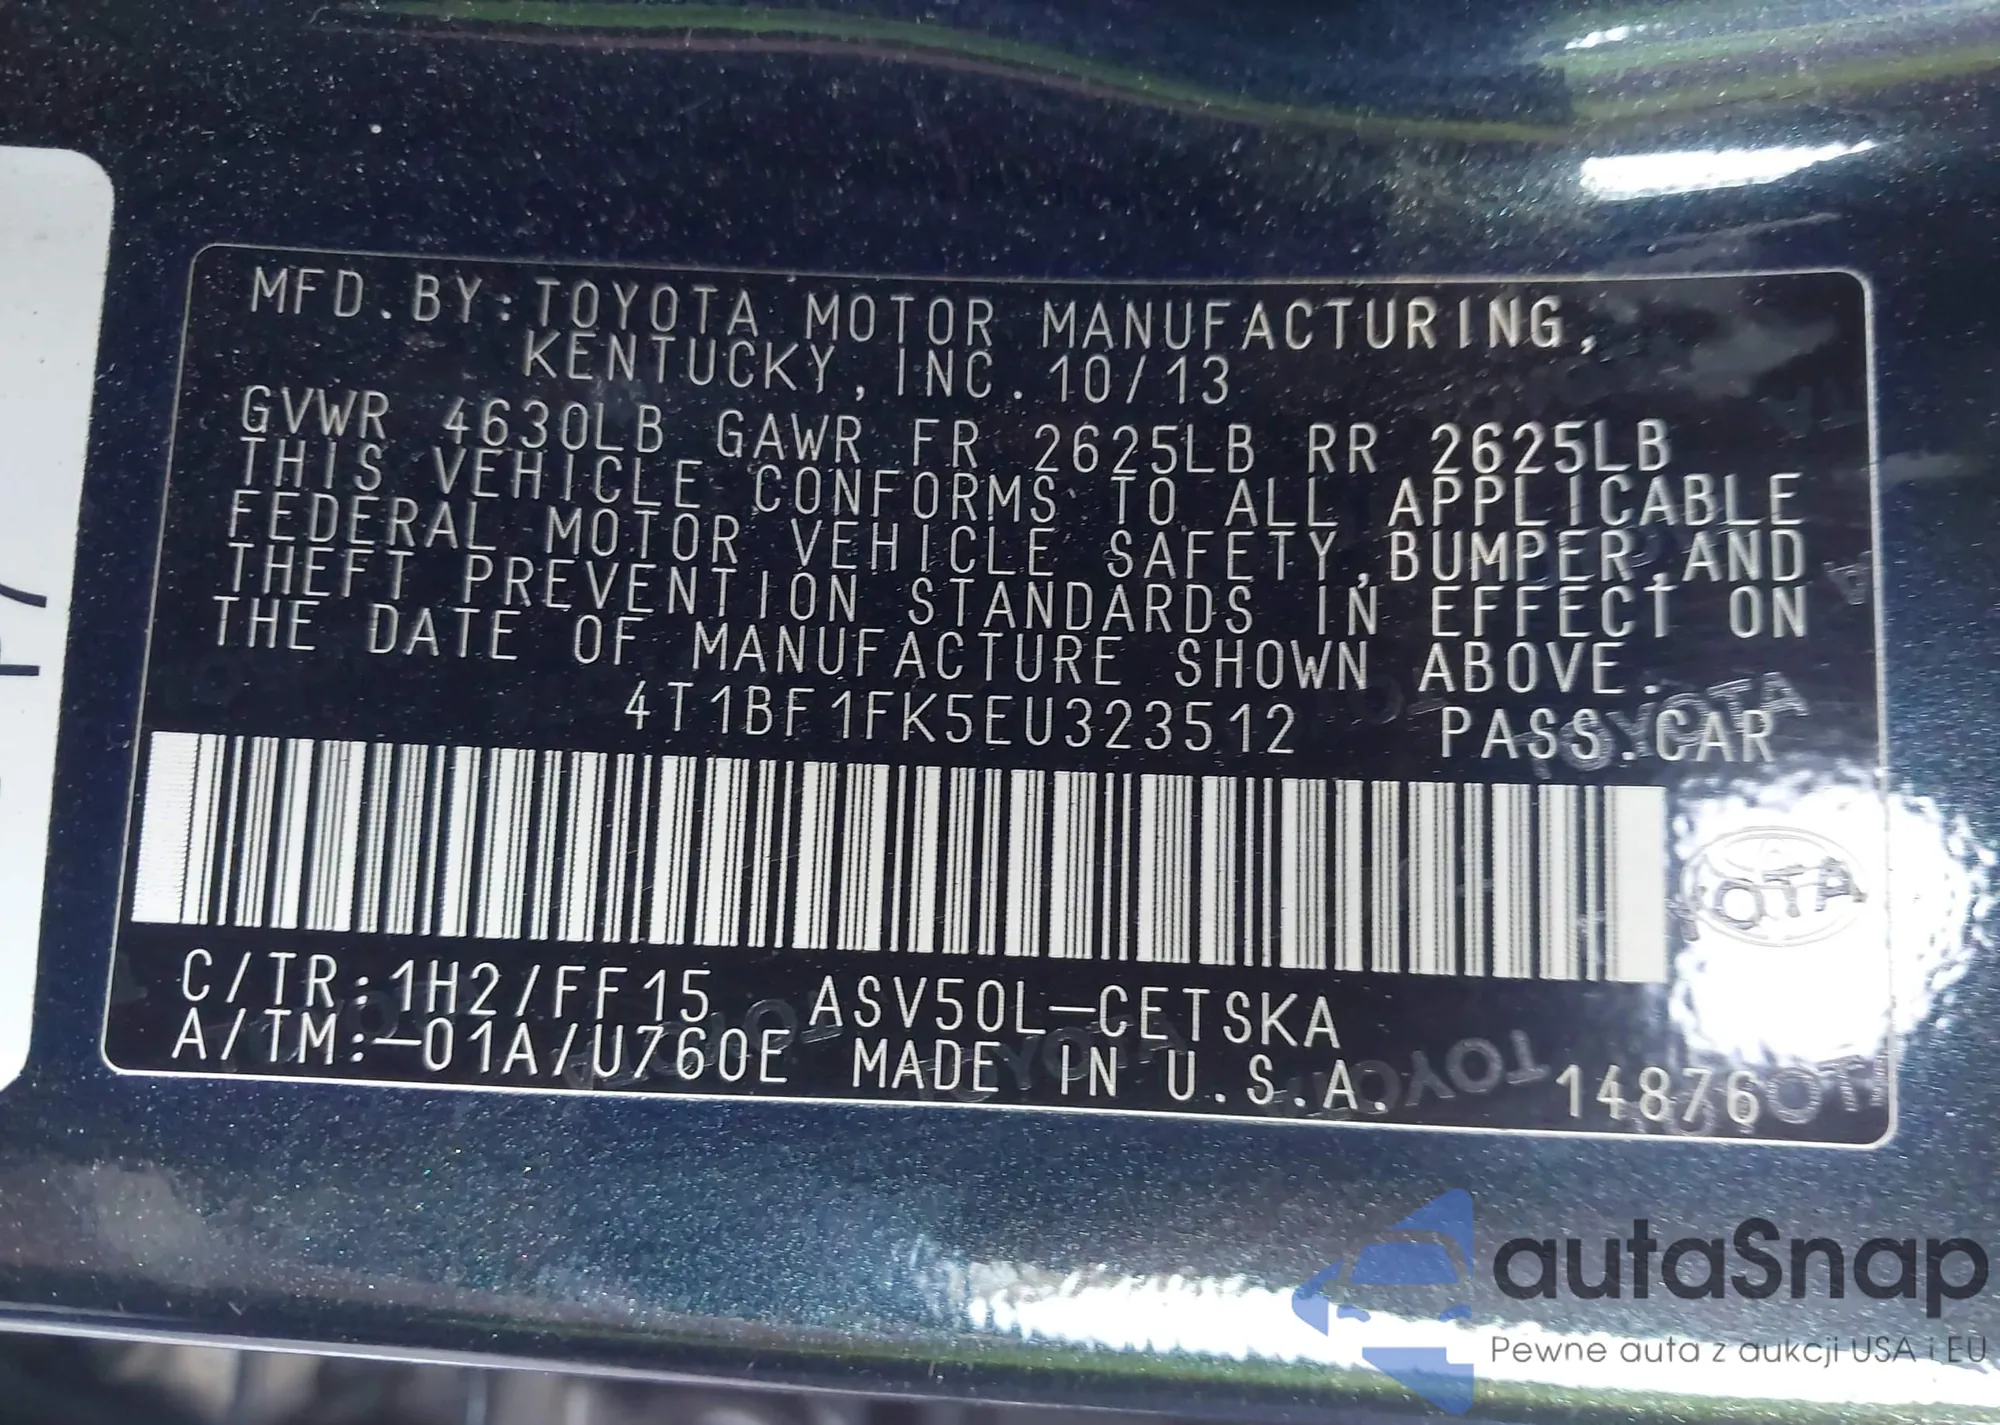 MFD.BY:TOYOTA MOTOR MANUFACTURING,
KENTUCKY,INC.10/13
GVWR 4630LB GAWR FR 2625LB RR 2625LB
THIS VEHICLE CONFORMS TO ALL APPLICABLE
FEDERAL MOTOR VEHICLE SAFETY,BUMPER,AND
THEFT PREVENTION STANDARDS IN EFFECT ON
THE DATE OF MANUFACTURE SHOWN ABOVE.
4T1BF1FK5EU323512 PASS.CAR
C/TR:1H2/FF15 ASV50L-CETSKA
A/TM:-01A/U760E MADE IN U.S.A. 14876
autaSnap
Pewne auta z aukcji USA i EU